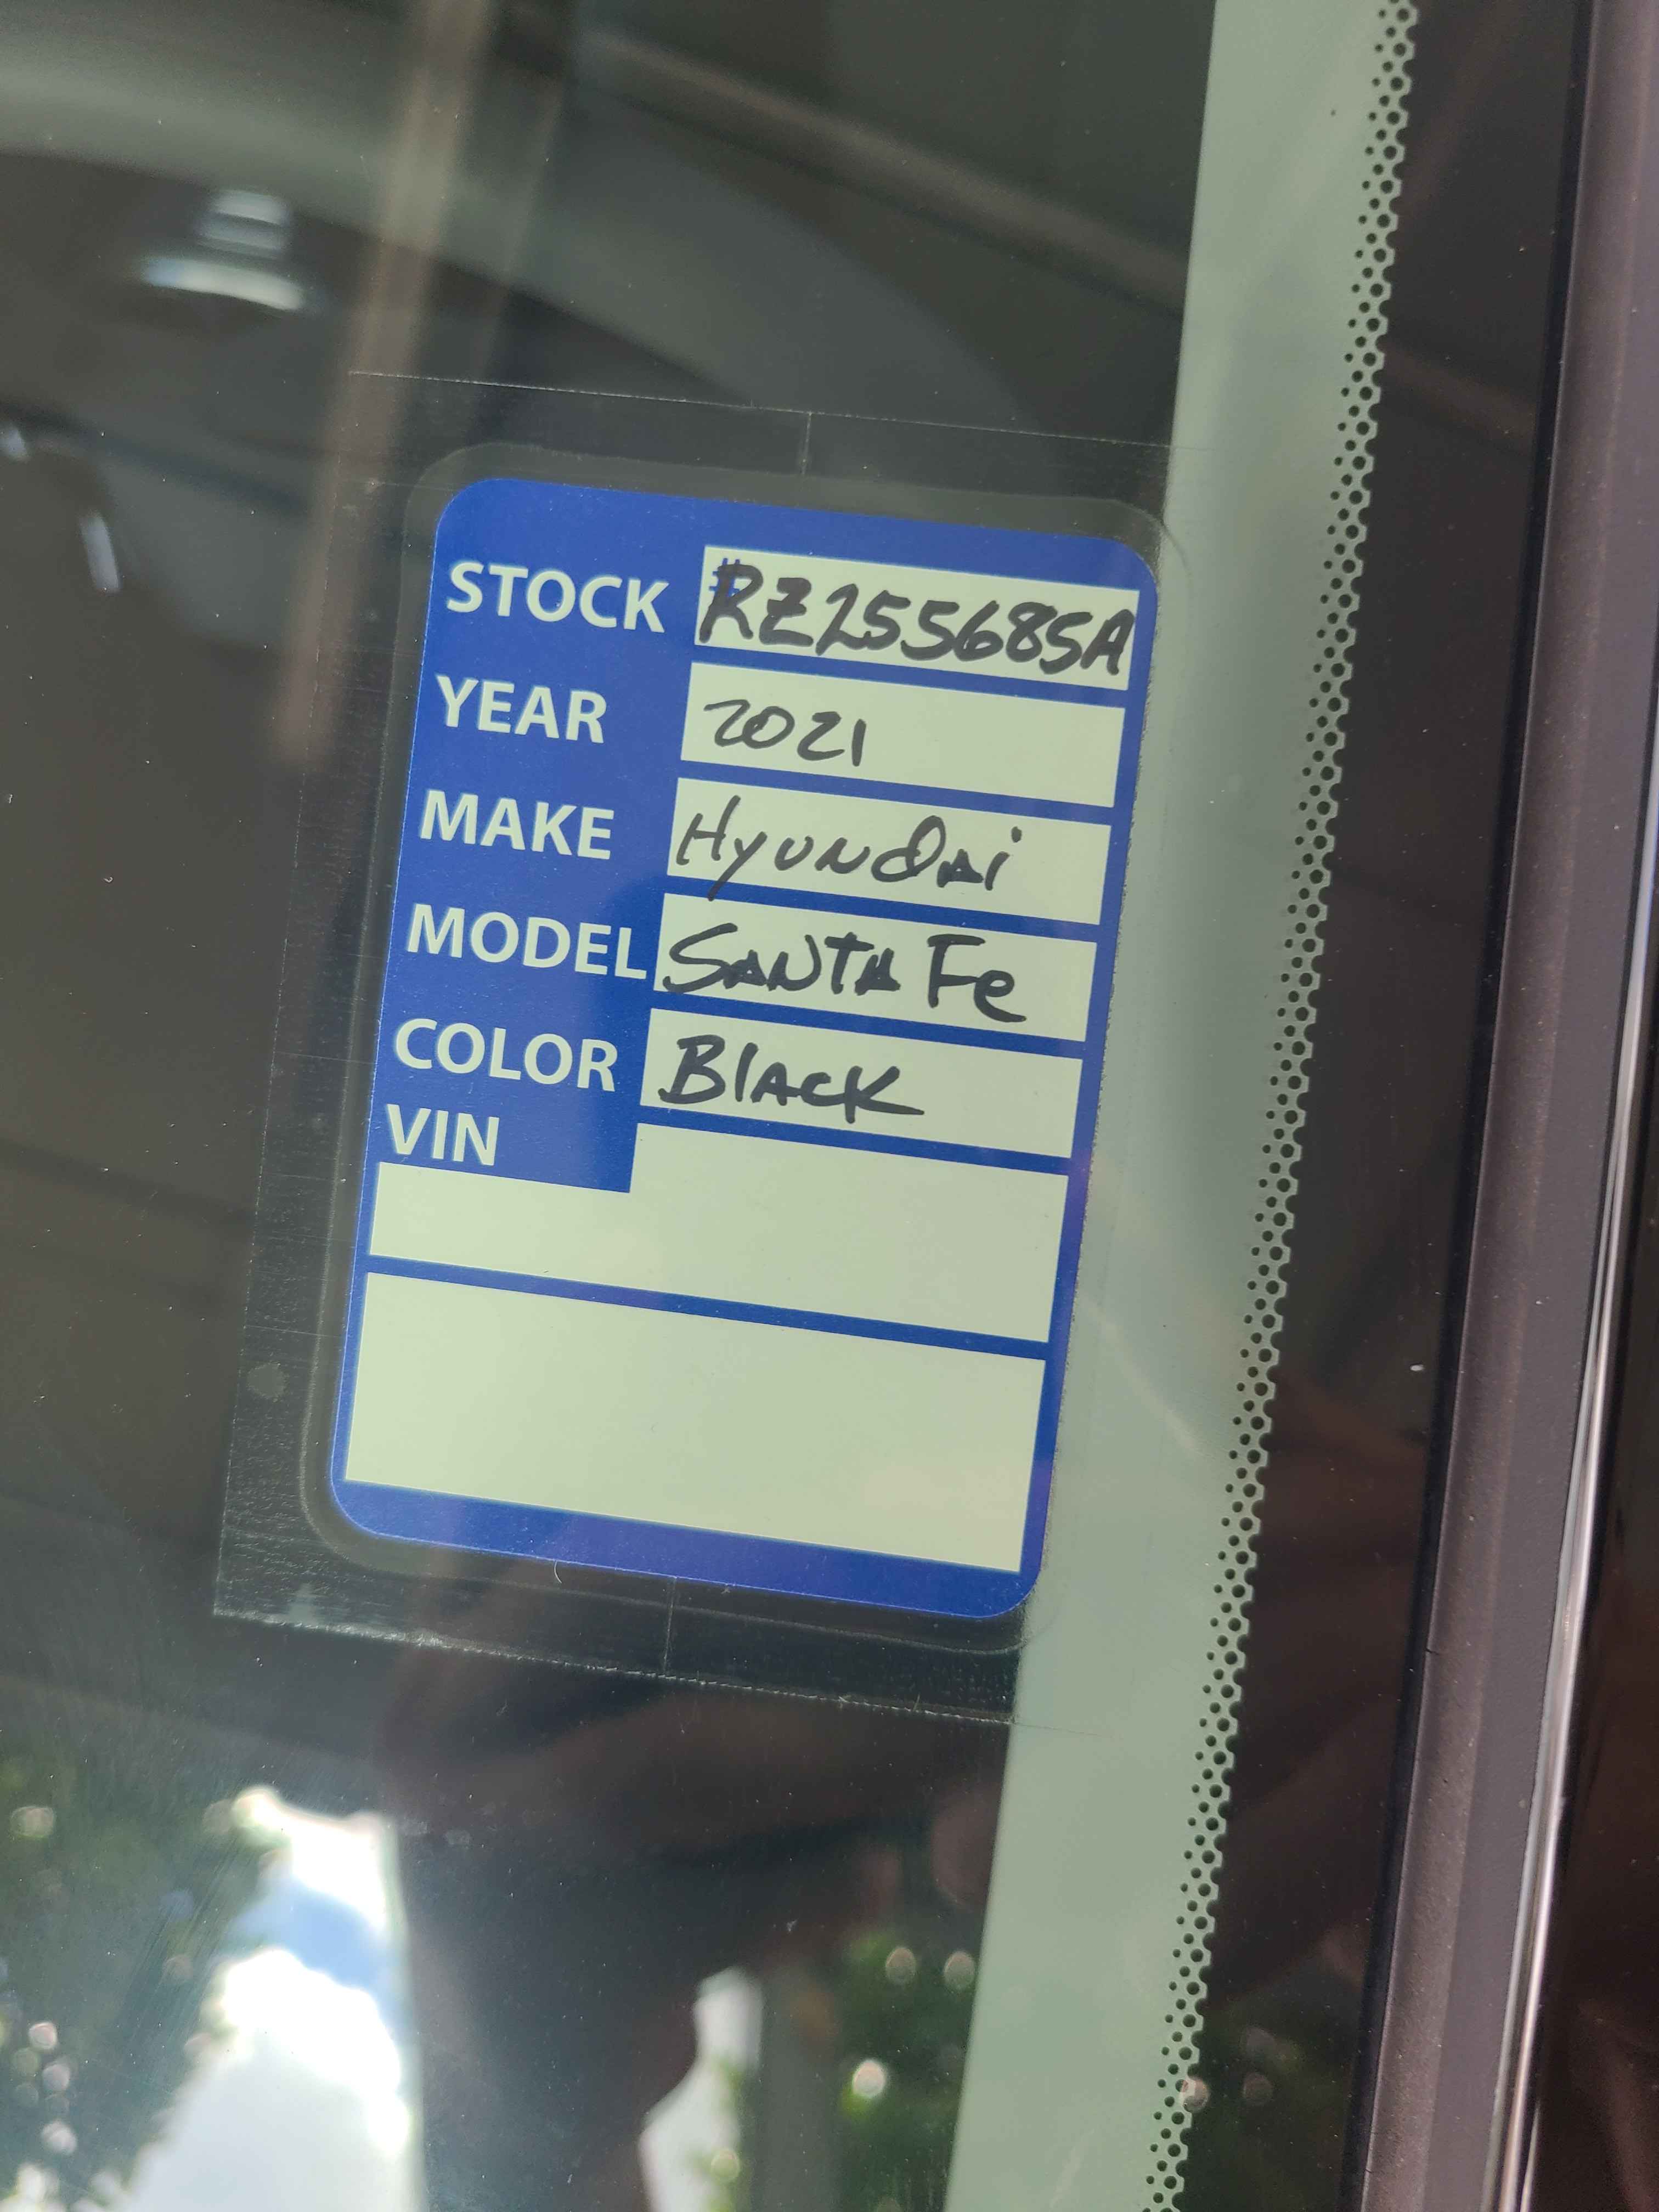 STOCK #RZ255685A
YEAR 2021
MAKE Hyundai
MODEL SANTA Fe
COLOR BlACK
VIN